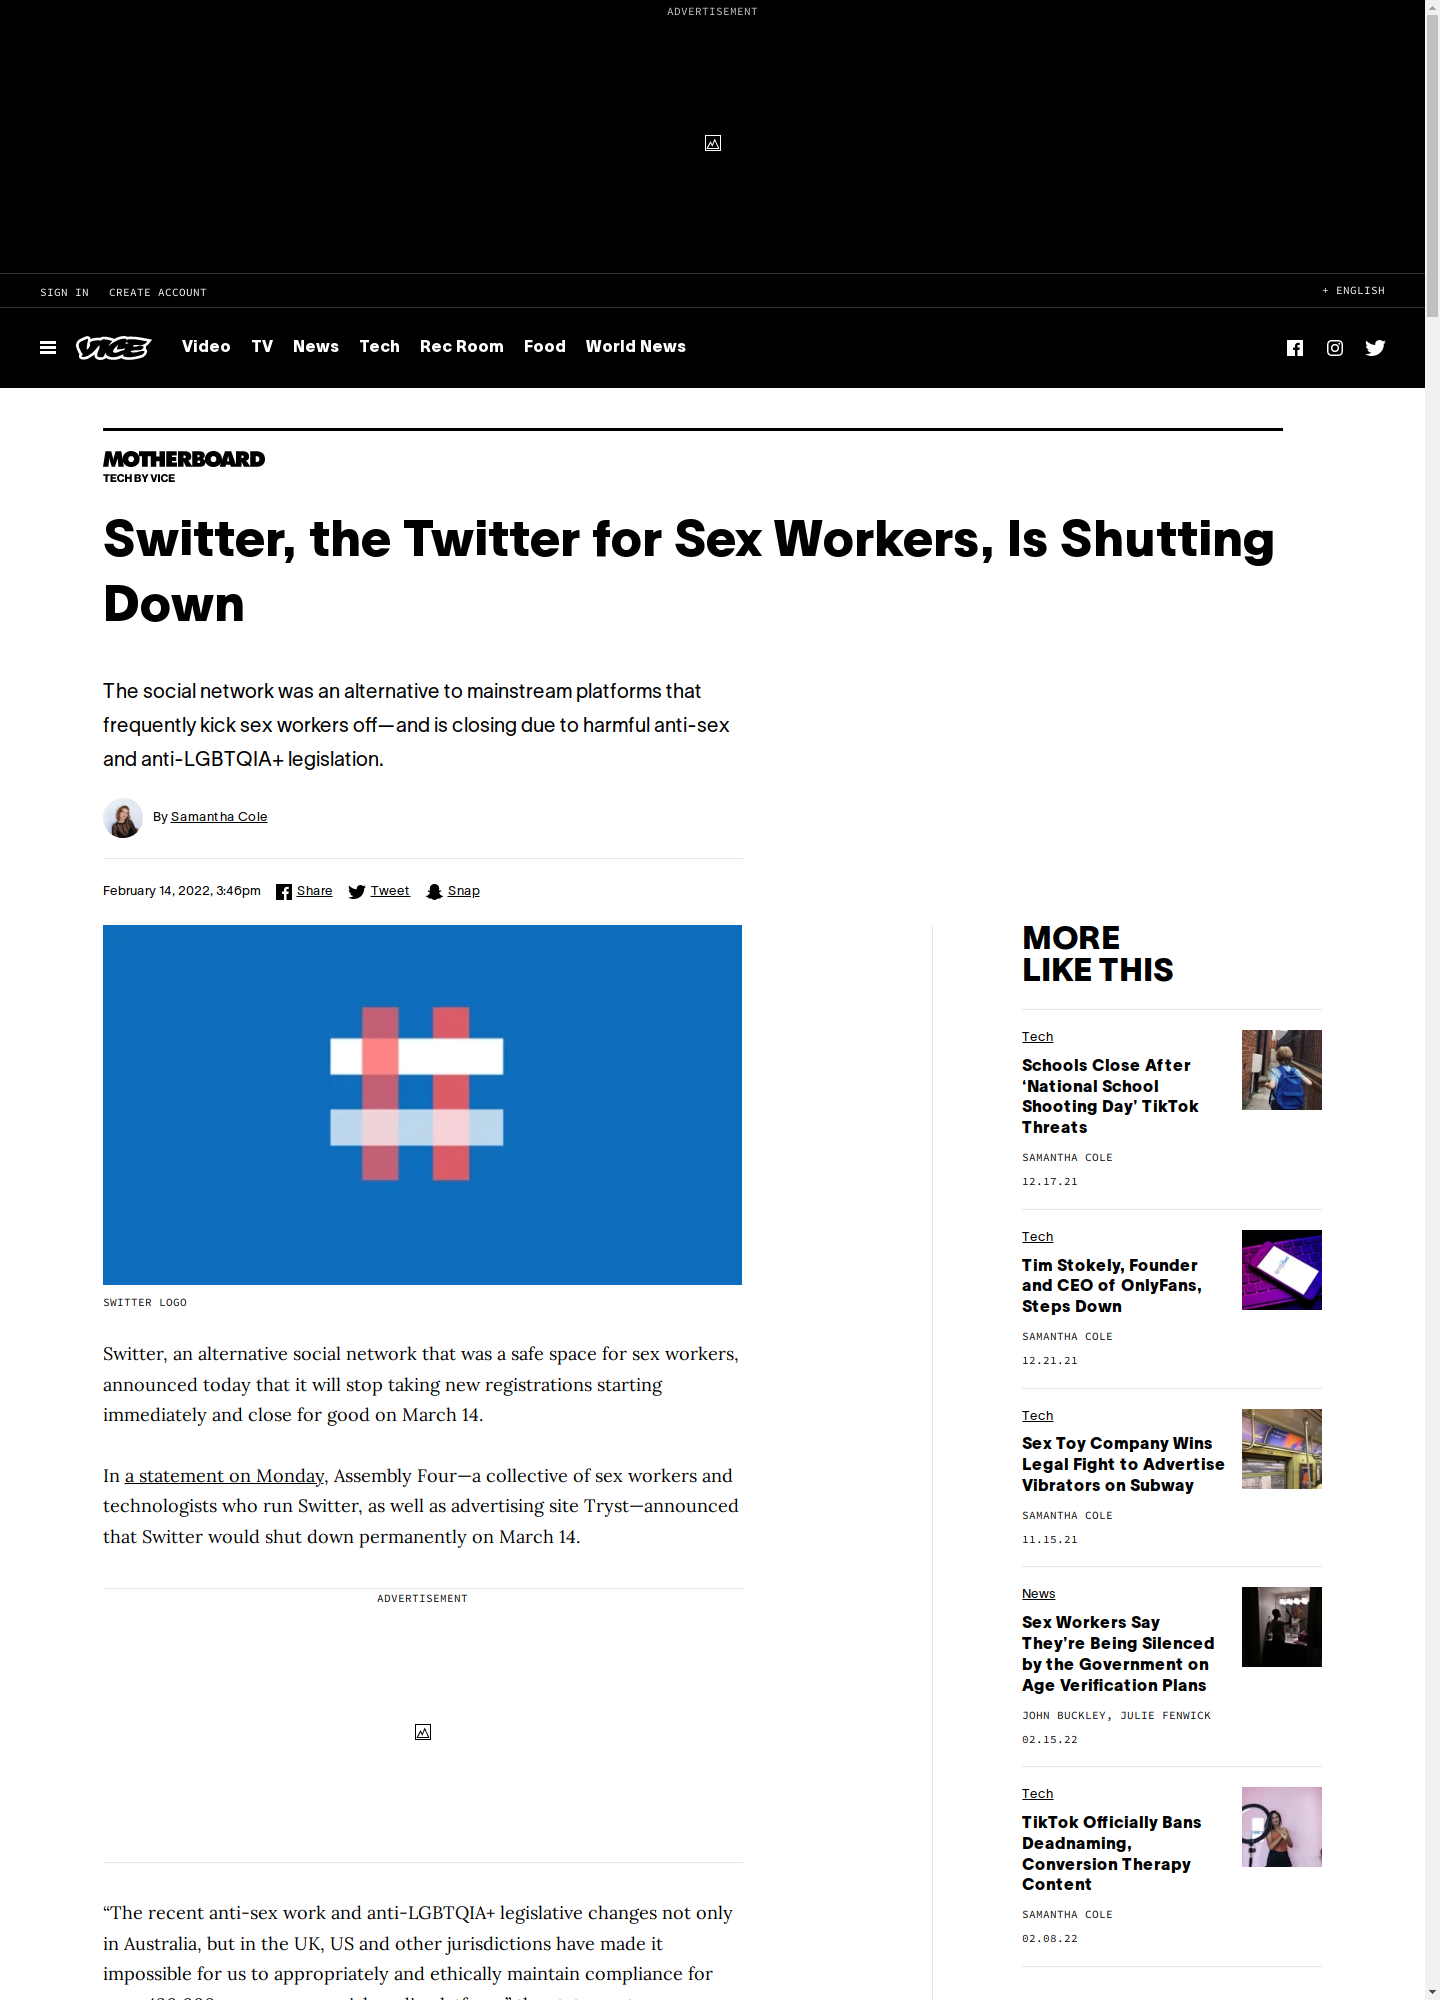 ADVERTISEMENT
SIGN IN CREATE ACCOUNT
+ ENGLISH
VICE
Video TV News Tech Rec Room Food World News
MOTHERBOARD
TECH BY VICE
Switter, the Twitter for Sex Workers, Is Shutting
Down
The social network was an alternative to mainstream platforms that
frequently kick sex workers off—and is closing due to harmful anti-sex
and anti-LGBTQIA+ legislation.
By Samantha Cole
February 14, 2022, 3:46pm Share Tweet Snap
SWITTER LOGO
Switter, an alternative social network that was a safe space for sex workers,
announced today that it will stop taking new registrations starting
immediately and close for good on March 14.
In a statement on Monday, Assembly Four—a collective of sex workers and
technologists who run Switter, as well as advertising site Tryst—announced
that Switter would shut down permanently on March 14.
ADVERTISEMENT
“The recent anti-sex work and anti-LGBTQIA+ legislative changes not only
in Australia, but in the UK, US and other jurisdictions have made it
impossible for us to appropriately and ethically maintain compliance for
MORE
LIKE THIS
Tech
Schools Close After
‘National School
Shooting Day’ TikTok
Threats
SAMANTHA COLE
12.17.21
Tech
Tim Stokely, Founder
and CEO of OnlyFans,
Steps Down
SAMANTHA COLE
12.21.21
Tech
Sex Toy Company Wins
Legal Fight to Advertise
Vibrators on Subway
SAMANTHA COLE
11.15.21
News
Sex Workers Say
They’re Being Silenced
by the Government on
Age Verification Plans
JOHN BUCKLEY, JULIE FENWICK
02.15.22
Tech
TikTok Officially Bans
Deadnaming,
Conversion Therapy
Content
SAMANTHA COLE
02.08.22